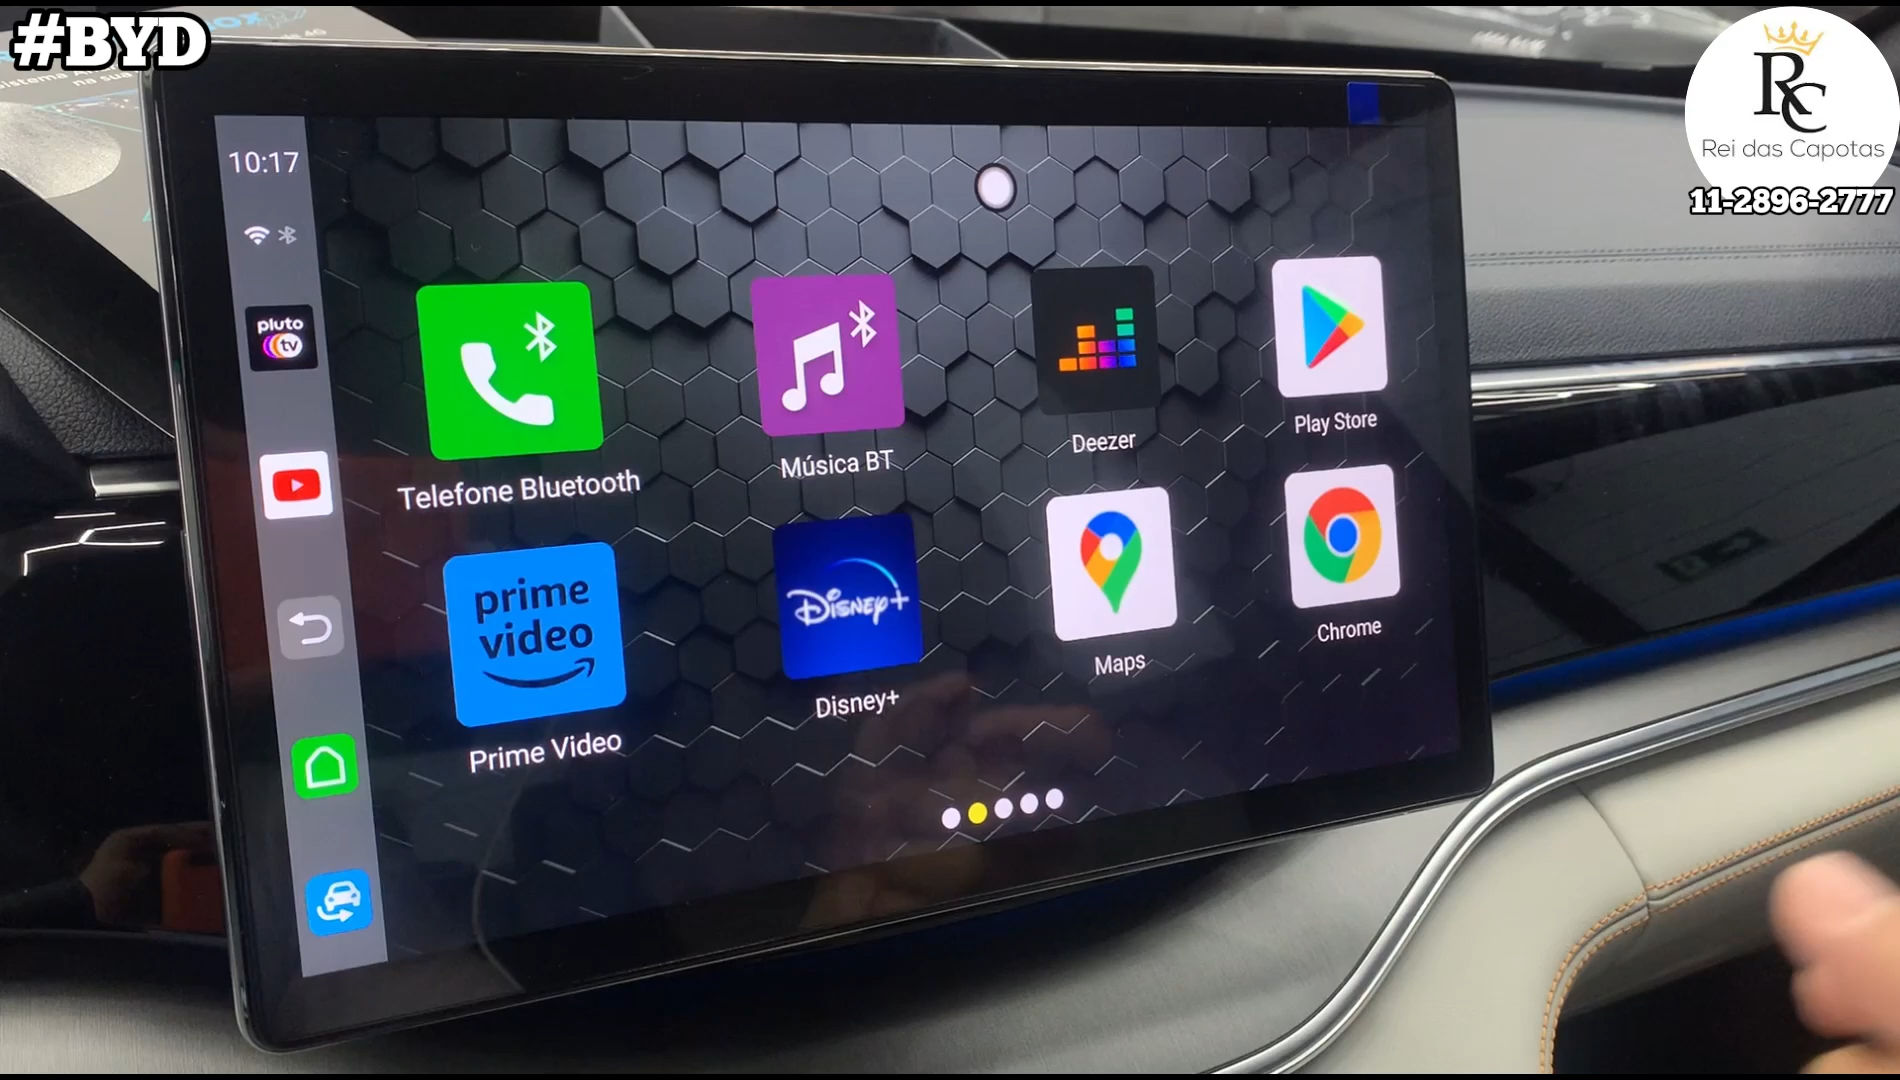 #BYD
RC
Rei das Capotas
11-2896-2777
10:17
pluto
tv
Telefone Bluetooth
Música BT
Deezer
Play Store
prime
video
Prime Video
Disney+
Disney+
Maps
Chrome